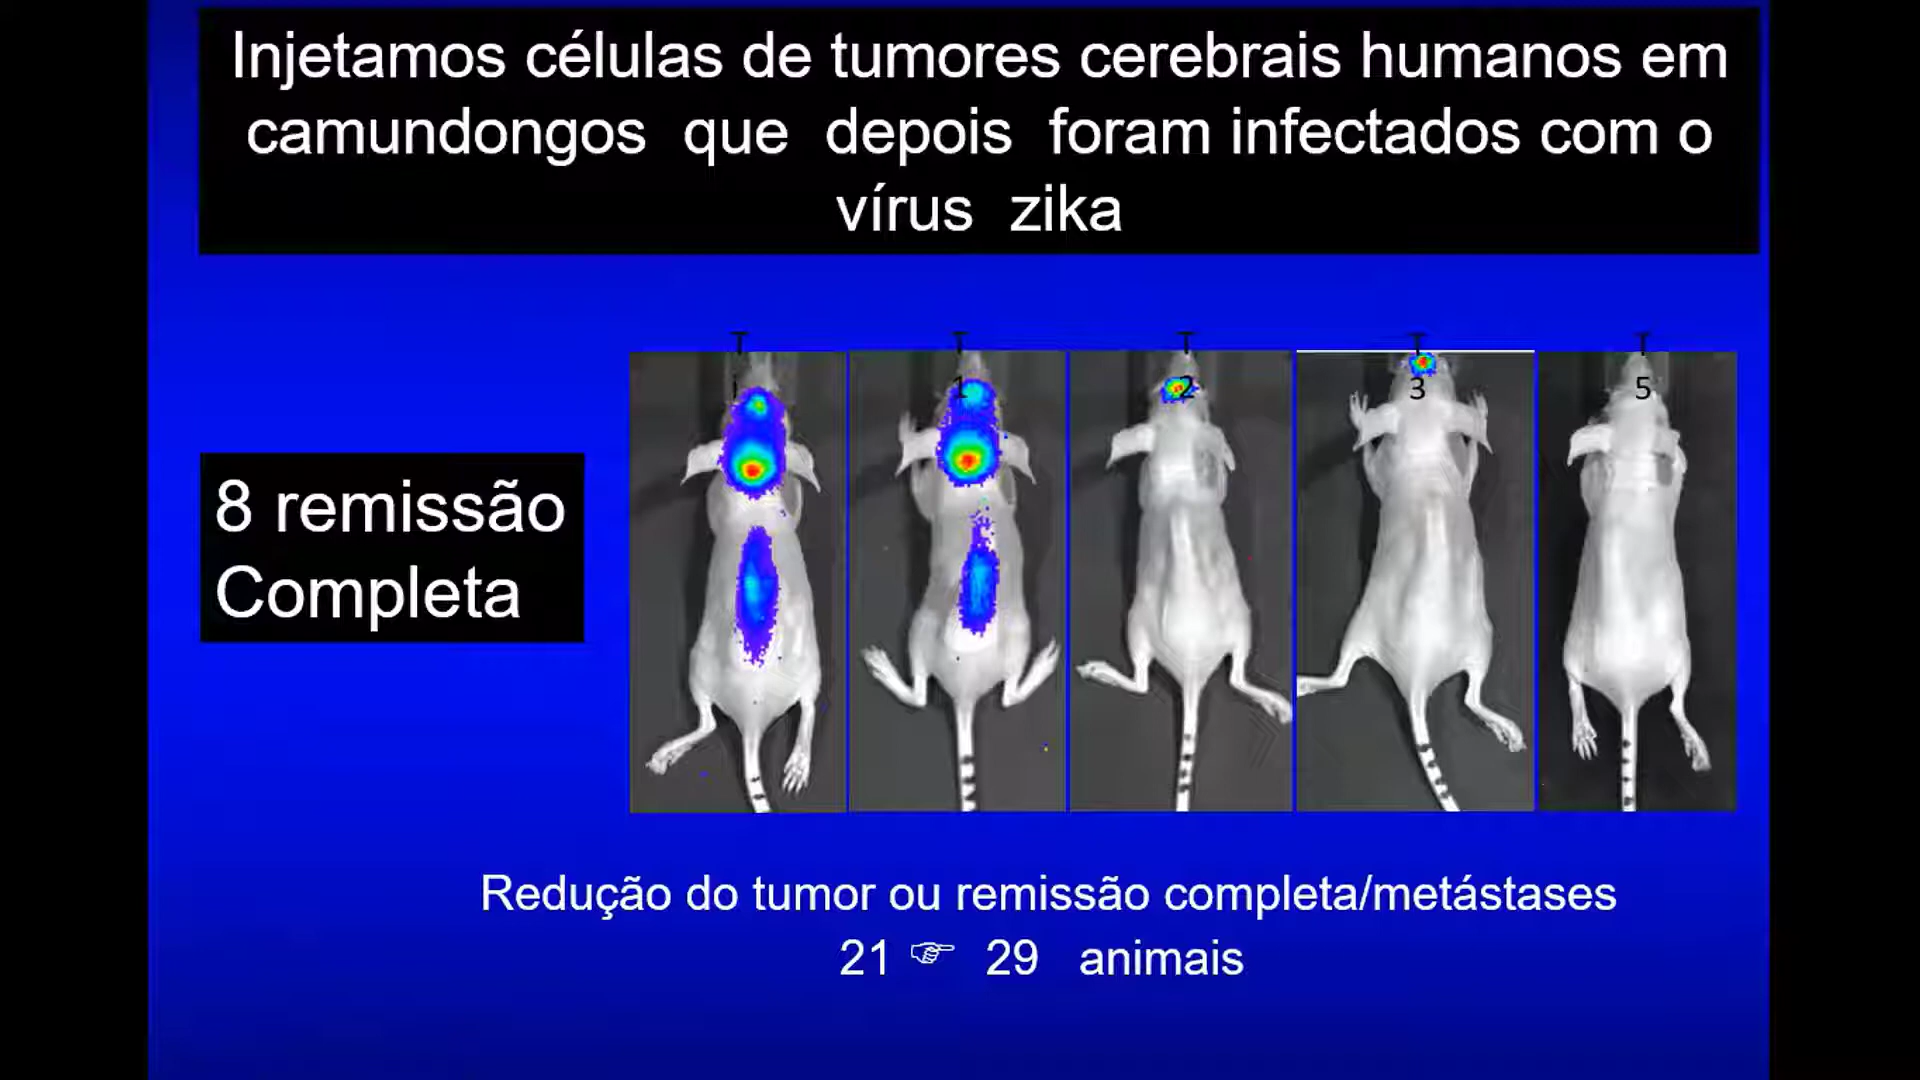 Injetamos células de tumores cerebrais humanos em
camundongos que depois foram infectados com o
vírus zika
T T T T T
i 1 2 3 5
8 remissão
Completa
Redução do tumor ou remissão completa/metástases
21 ☞ 29 animais